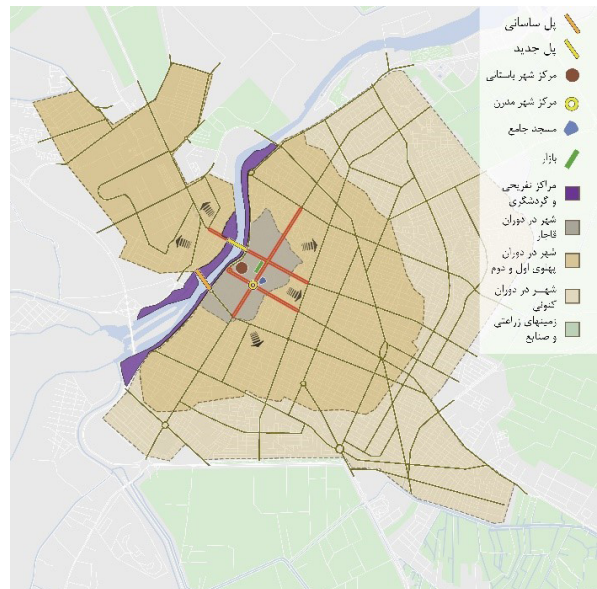 پل ساسانی
پل جدید
مرکز شهر باستانی
مرکز شهر مدرن
مسجد جامع
بازار
مراکز تفریحی
و گردشگری
شهر در دوران
قاجار
شهر در دوران
پهلوی اول و دوم
شهر در دوران
کنونی
زمینهای زراعتی
و صنایع